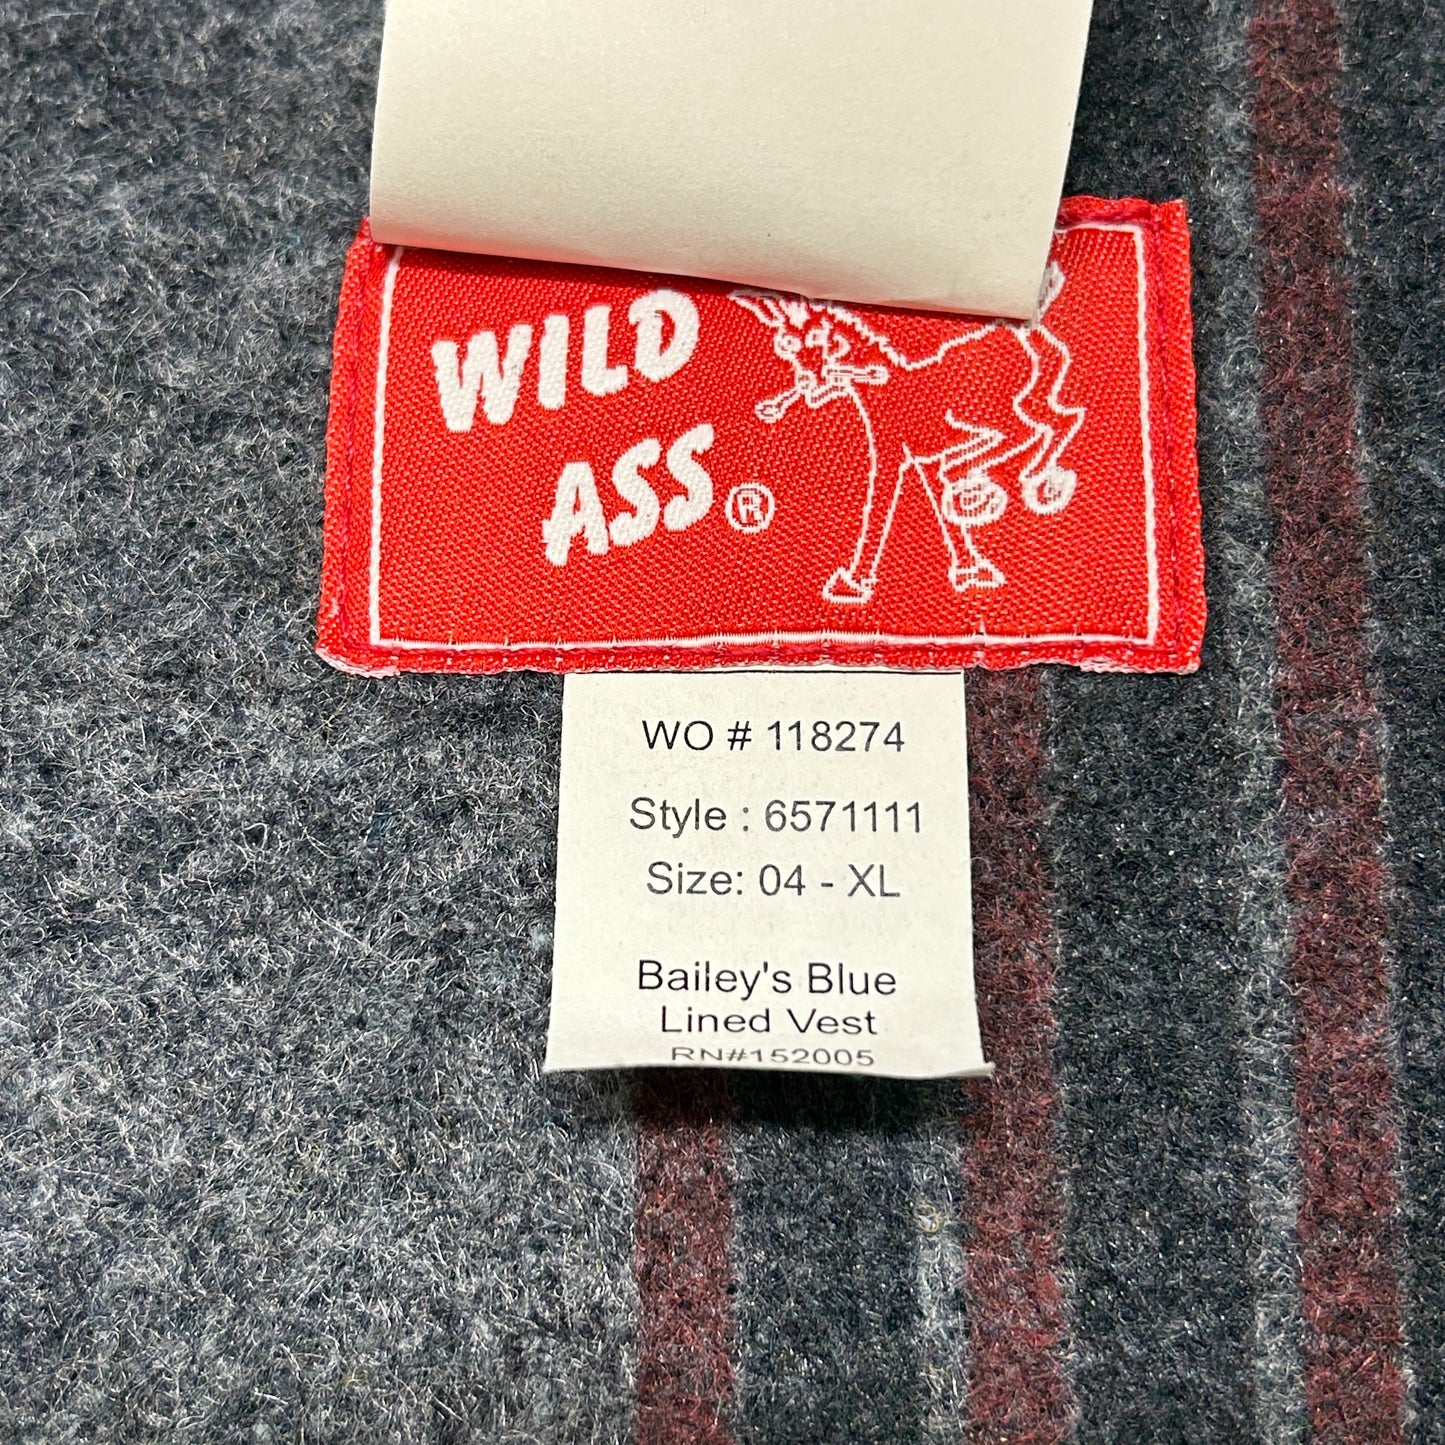 WILD
ASS®
WO # 118274
Style : 6571111
Size: 04 - XL
Bailey's Blue
Lined Vest
RN#152005